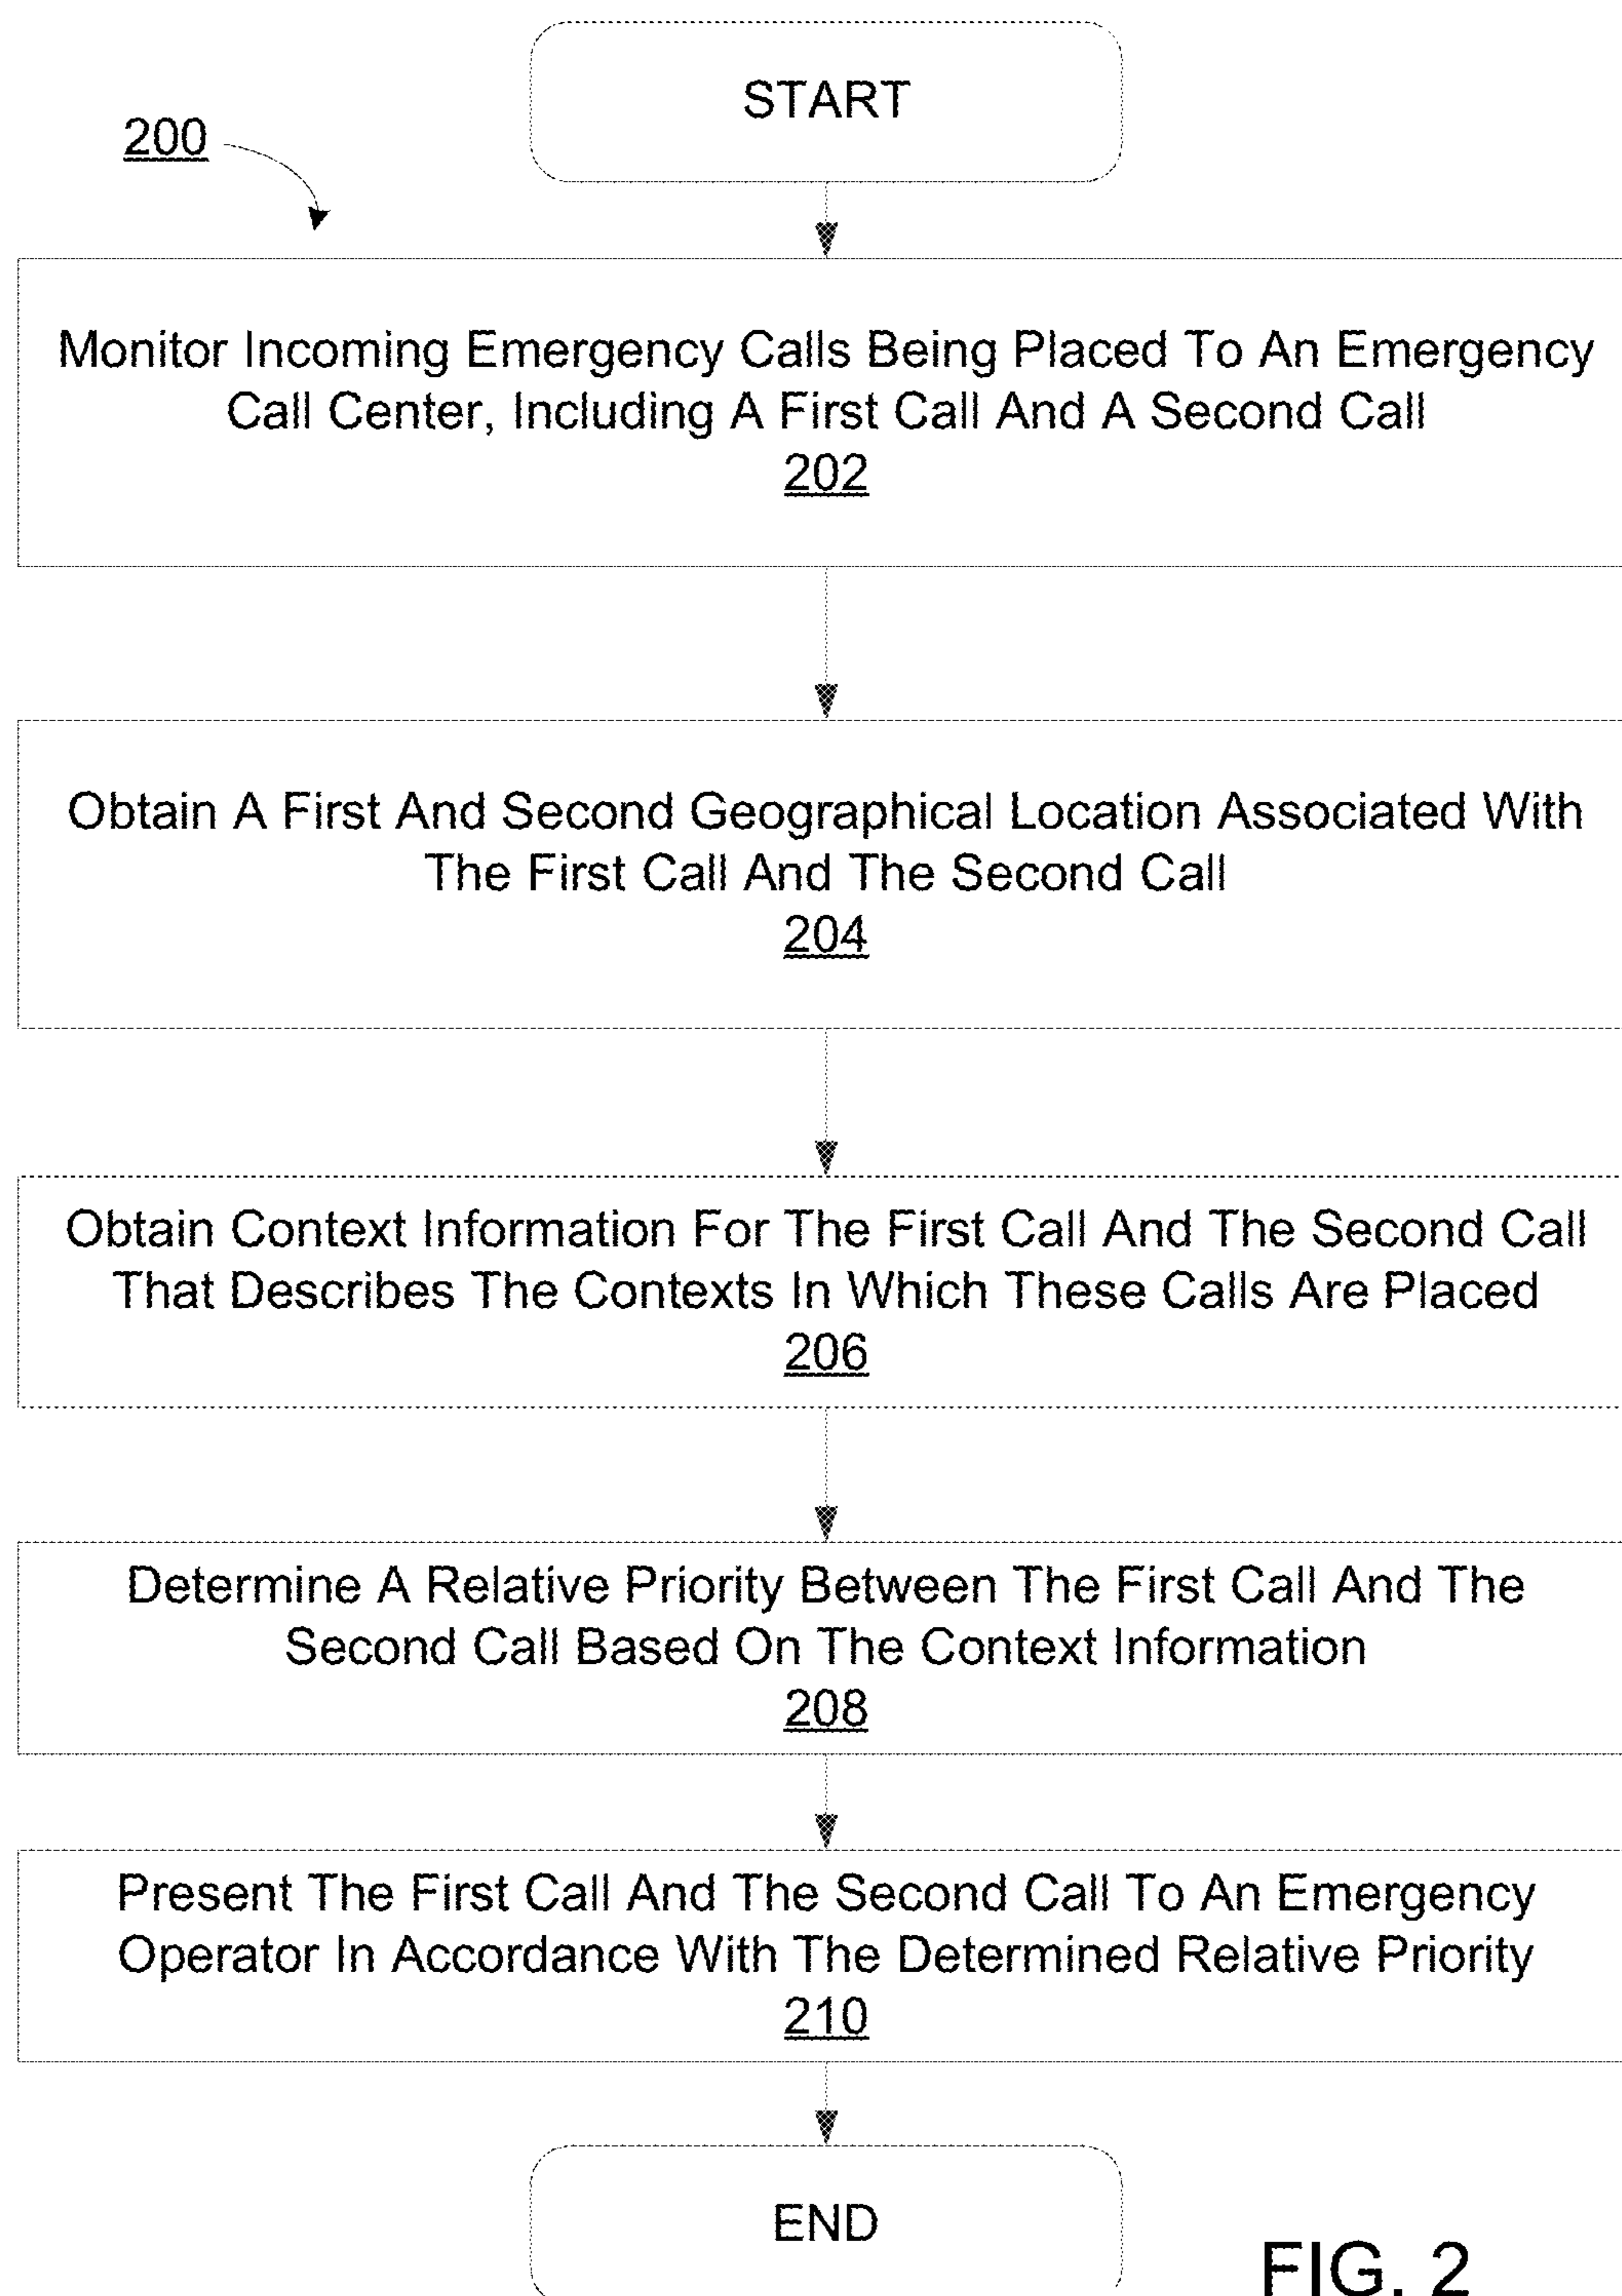 START
200
Monitor Incoming Emergency Calls Being Placed To An Emergency
Call Center, Including A First Call And A Second Call
202
Obtain A First And Second Geographical Location Associated With
The First Call And The Second Call
204
Obtain Context Information For The First Call And The Second Call
That Describes The Contexts In Which These Calls Are Placed
206
Determine A Relative Priority Between The First Call And The
Second Call Based On The Context Information
208
Present The First Call And The Second Call To An Emergency
Operator In Accordance With The Determined Relative Priority
210
END
FIG. 2